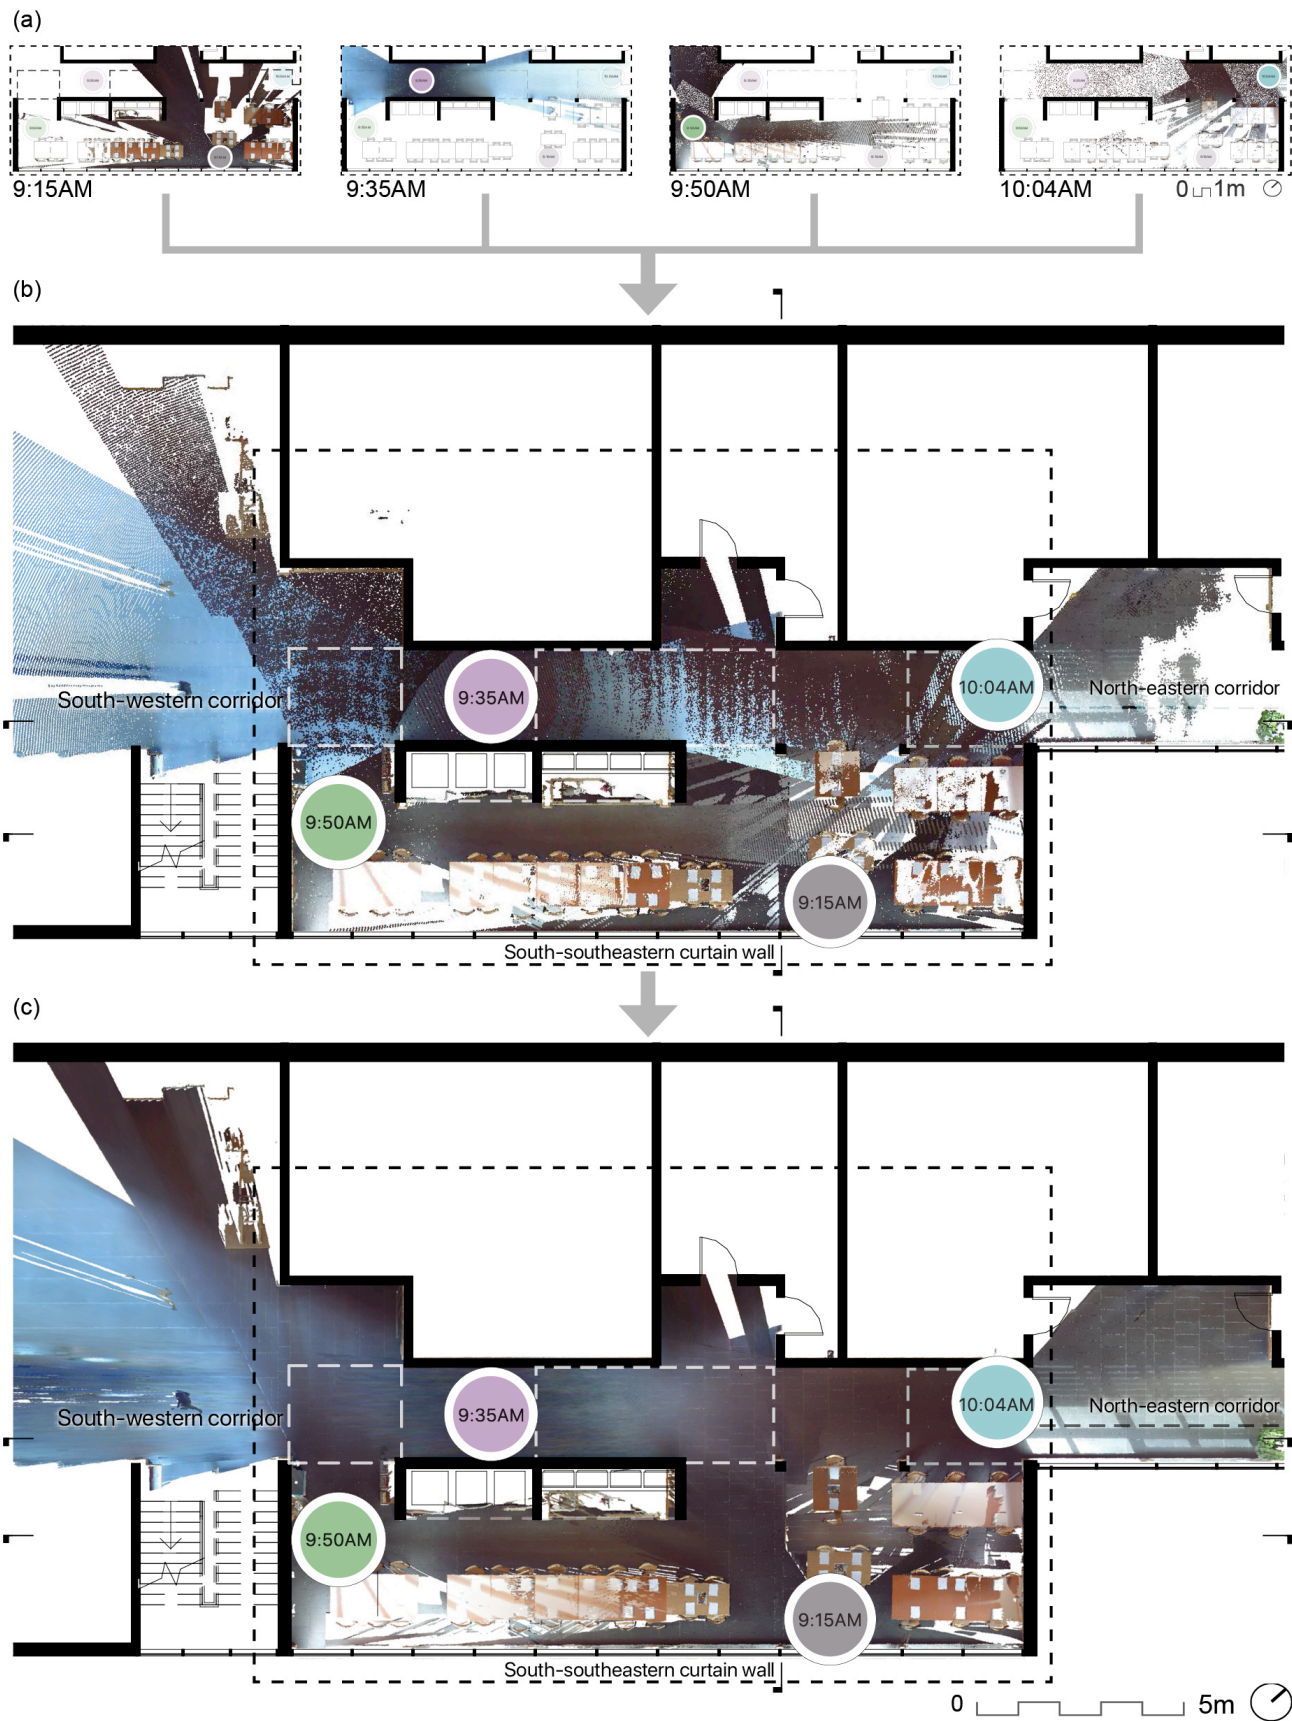 (a)
9:15AM
9:35AM
9:50AM
10:04AM
0 1m
(b)
South-western corridor
9:35AM
10:04AM
North-eastern corridor
9:50AM
9:15AM
South-southeastern curtain wall
(c)
South-western corridor
9:35AM
10:04AM
North-eastern corridor
9:50AM
9:15AM
South-southeastern curtain wall
0 5m